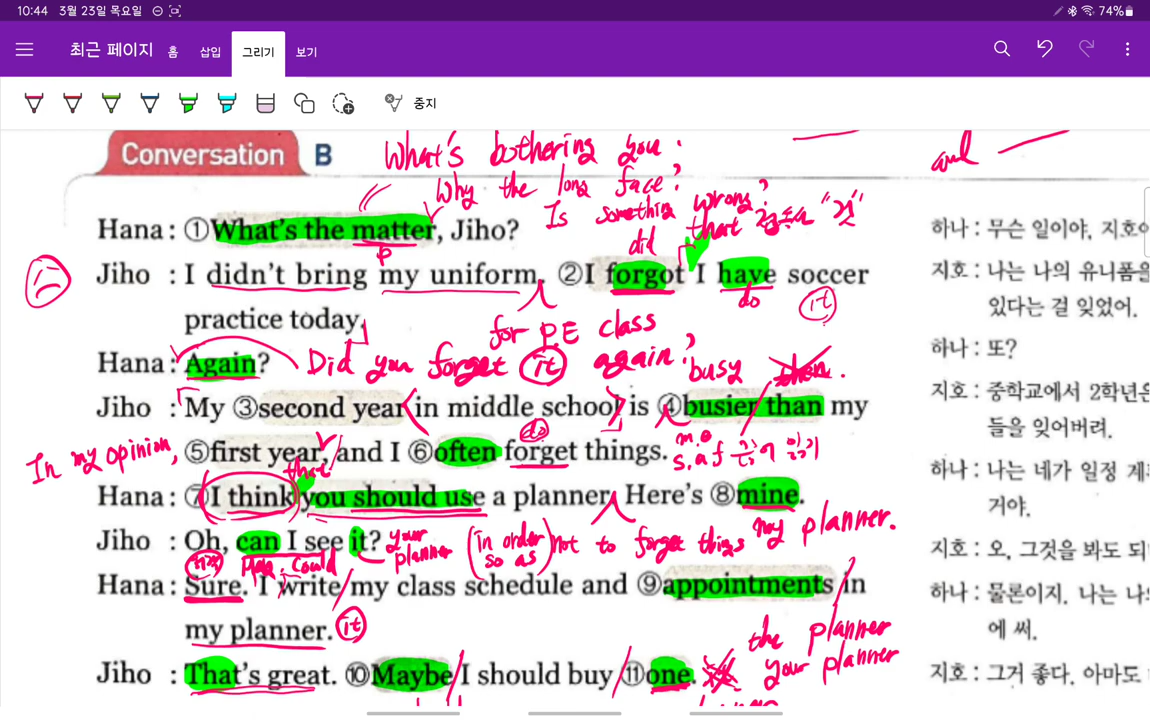 10:44 3월 23일 목요일 74%
최근 페이지 홈 삽입 그리기 보기
중지
Conversation B What's bothering you. and
Why the long face?
Is something wrong?
Hana : ①What's the matter, Jiho? did that 접속사 "것" 하나 : 무슨 일이야, 지호야
P
Jiho : I didn't bring my uniform. ②I forgot I have soccer 지호 : 나는 나의 유니폼을
do it
practice today. 있다는 걸 잊었어.
for P.E class
Hana : Again? Did you forget it again? busy then. 하나 : 또?
Jiho : My ③second year in middle school is ④busier than my 지호 : 중학교에서 2학년은
do 들을 잊어버려.
In my opinion, ⑤first year, and I ⑥often forget things.
m.o
s.a.f
that
Hana : ⑦I think you should use a planner. Here's ⑧mine. 하나 : 나는 네가 일정 계
거야.
my planner.
Jiho : Oh, can I see it? your planner (in order so as) not to forget things 지호 : 오, 그것을 봐도 되
허락 could
Hana : Sure. I write my class schedule and ⑨appointments in 하나 : 물론이지. 나는 나의
my planner. it 에 써.
the planner
your planner
Jiho : That's great. ⑩Maybe I should buy ⑪one. 지호 : 그거 좋다. 아마도